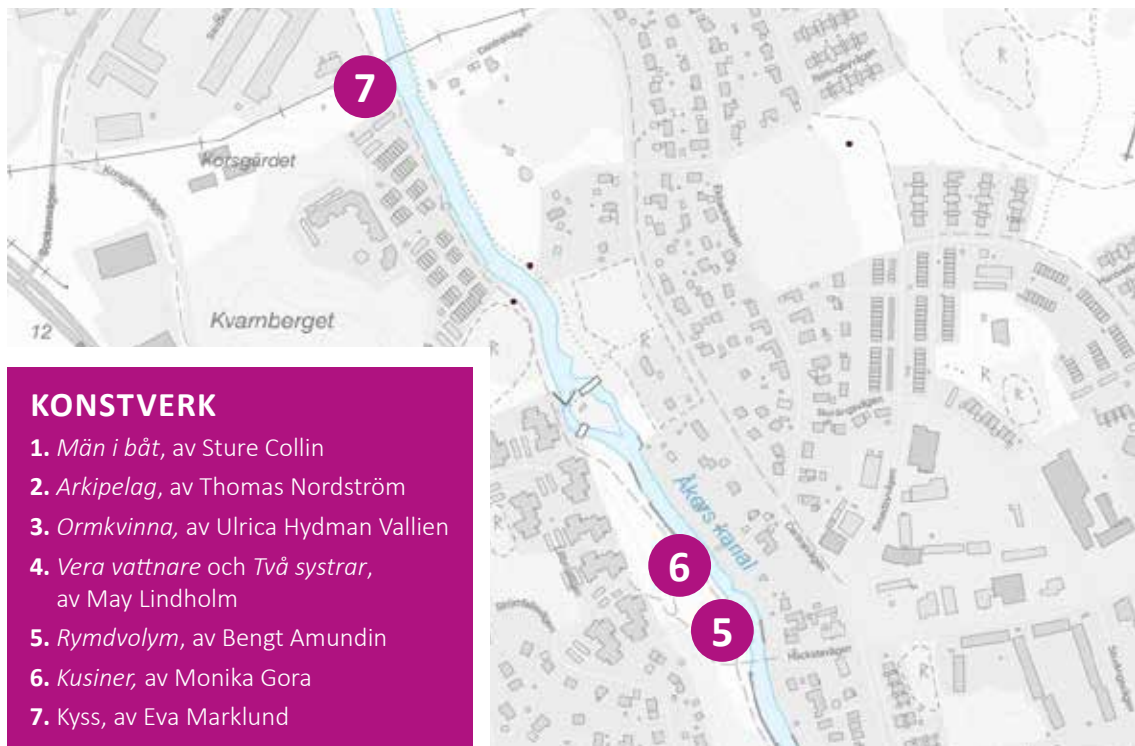 7
Korsgärdet
Kvarnberget
12
Åkers Kanal
6
5
KONSTVERK
1. Män i båt, av Sture Collin
2. Arkipelag, av Thomas Nordström
3. Ormkvinna, av Ulrica Hydman Vallien
4. Vera vattnare och Två systrar,
av May Lindholm
5. Rymdvolym, av Bengt Amundin
6. Kusiner, av Monika Gora
7. Kyss, av Eva Marklund